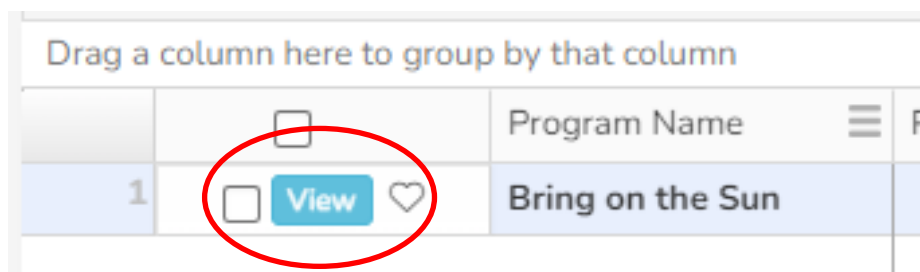 Drag a column here to group by that column
Program Name
1 View Bring on the Sun